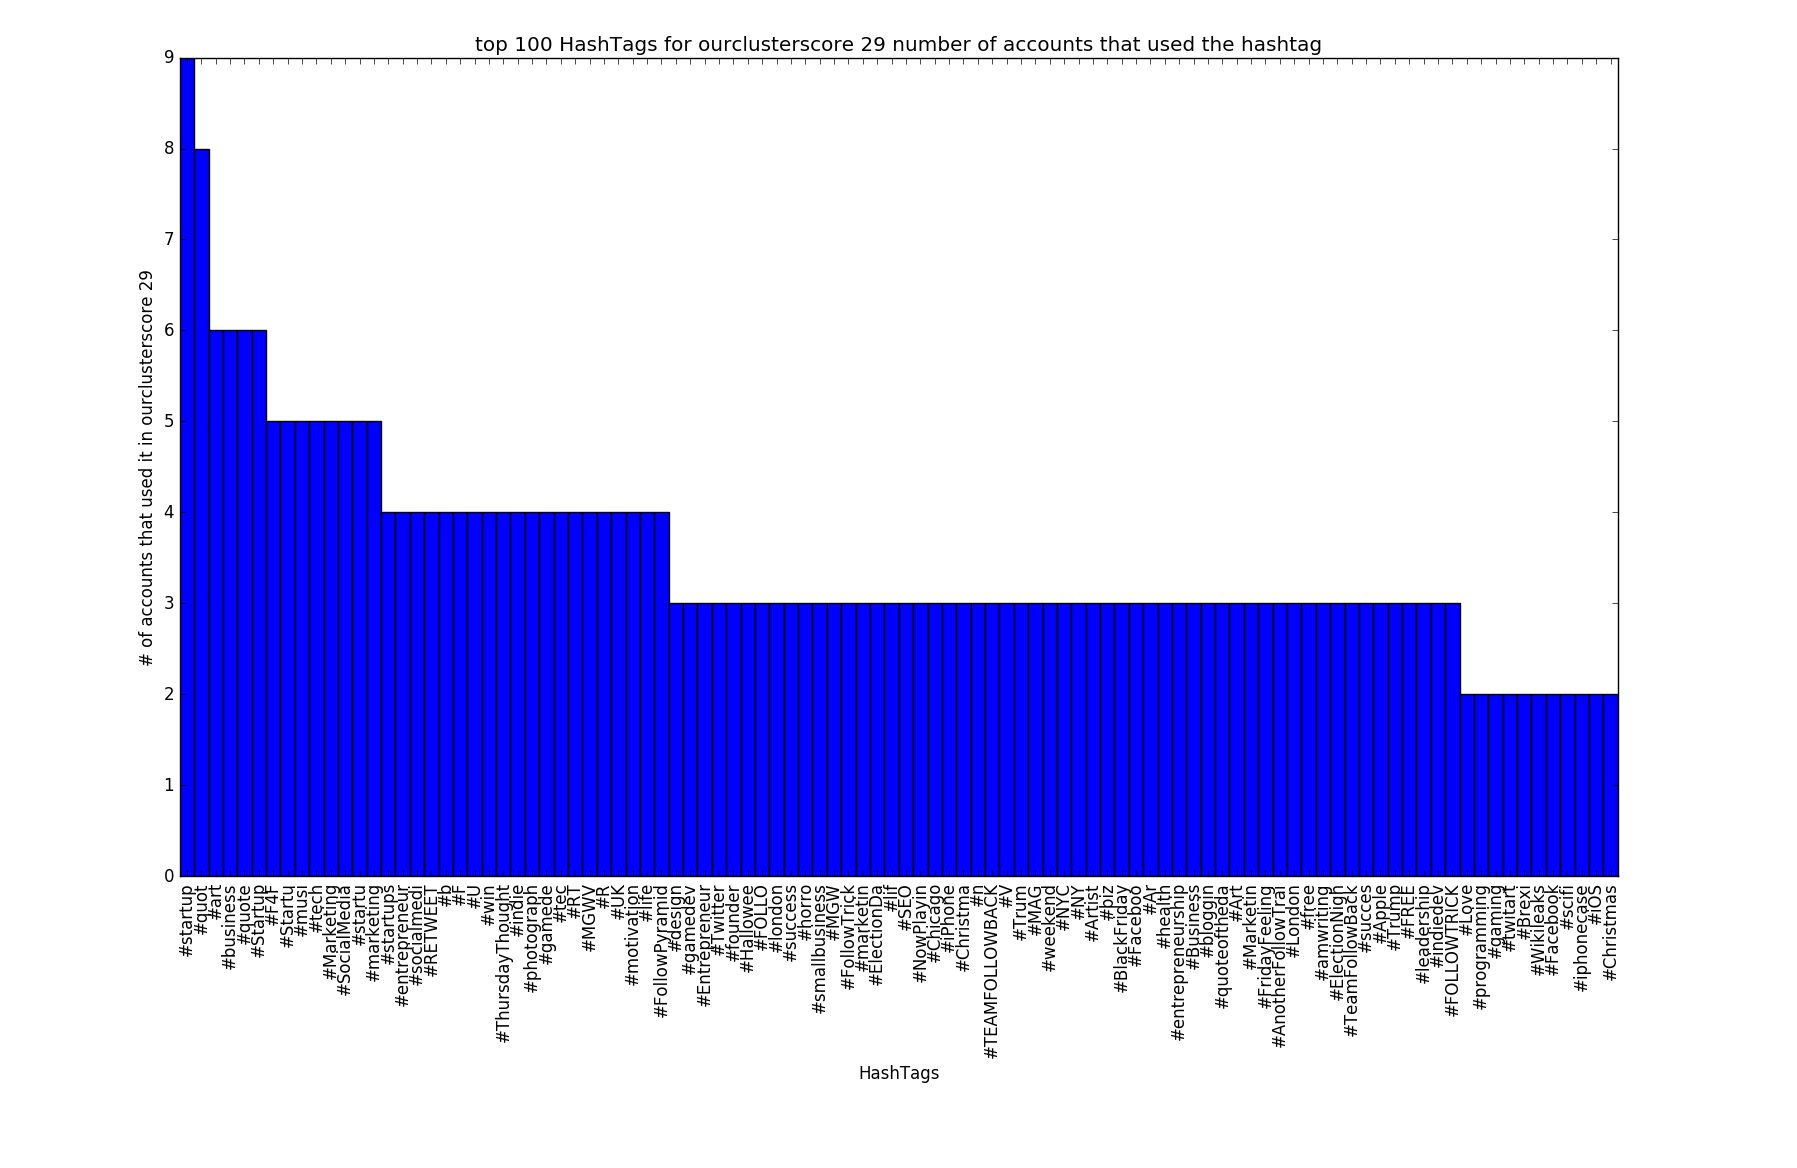 top 100 HashTags for ourclusterscore 29 number of accounts that used the hashtag
# of accounts that used it in ourclusterscore 29
9
8
7
6
5
4
3
2
1
0
#startup
#quot
#art
#business
#quote
#Startup
#F4F
#Startu
#musi
#tech
#Marketing
#SocialMedia
#startu
#marketing
#startups
#entrepreneur
#socialmedi
#RETWEET
#b
#F
#U
#win
#ThursdayThought
#indie
#photograph
#gamede
#tec
#RT
#MGWV
#R
#UK
#motivation
#life
#FollowPyramid
#design
#gamedev
#Entrepreneur
#Twitter
#founder
#Hallowee
#FOLLO
#london
#success
#horro
#smallbusiness
#MGW
#FollowTrick
#marketin
#ElectionDa
#lif
#SEO
#NowPlayin
#Chicago
#iPhone
#Christma
#n
#TEAMFOLLOWBACK
#V
#Trum
#MAG
#weekend
#NYC
#NY
#Artist
#biz
#BlackFriday
#Faceboo
#Ar
#health
#entrepreneurship
#Business
#bloggin
#quoteoftheda
#Art
#Marketin
#FridayFeeling
#AnotherFollowTrai
#London
#free
#amwriting
#ElectionNigh
#TeamFollowBack
#succes
#Apple
#Trump
#FREE
#leadership
#indiedev
#FOLLOWTRICK
#Love
#programming
#gaming
#twitart
#Brexi
#Wikileaks
#Facebook
#scifi
#iphonecase
#iOS
#Christmas
HashTags